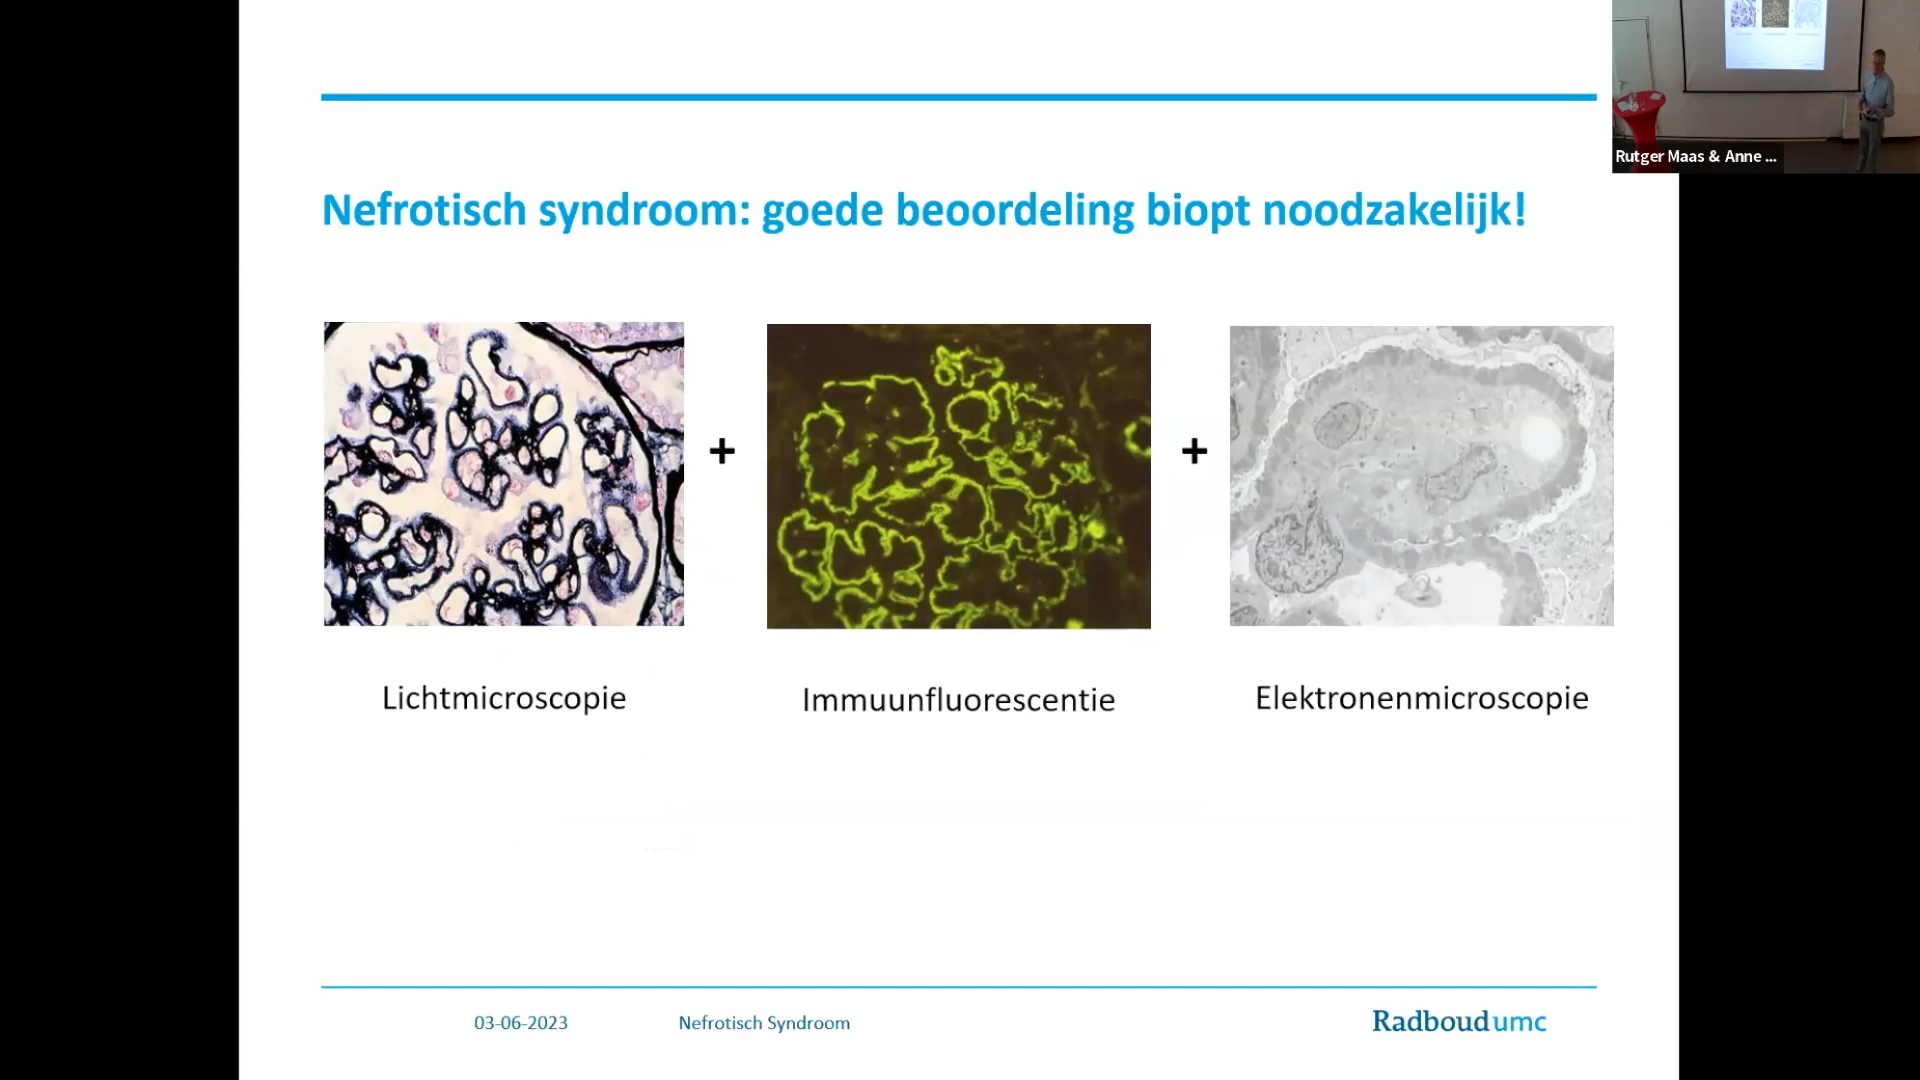 Rutger Maas & Anne ...
Nefrotisch syndroom: goede beoordeling biopt noodzakelijk!
+
+
Lichtmicroscopie
Immuunfluorescentie
Elektronenmicroscopie
03-06-2023
Nefrotisch Syndroom
Radboudumc